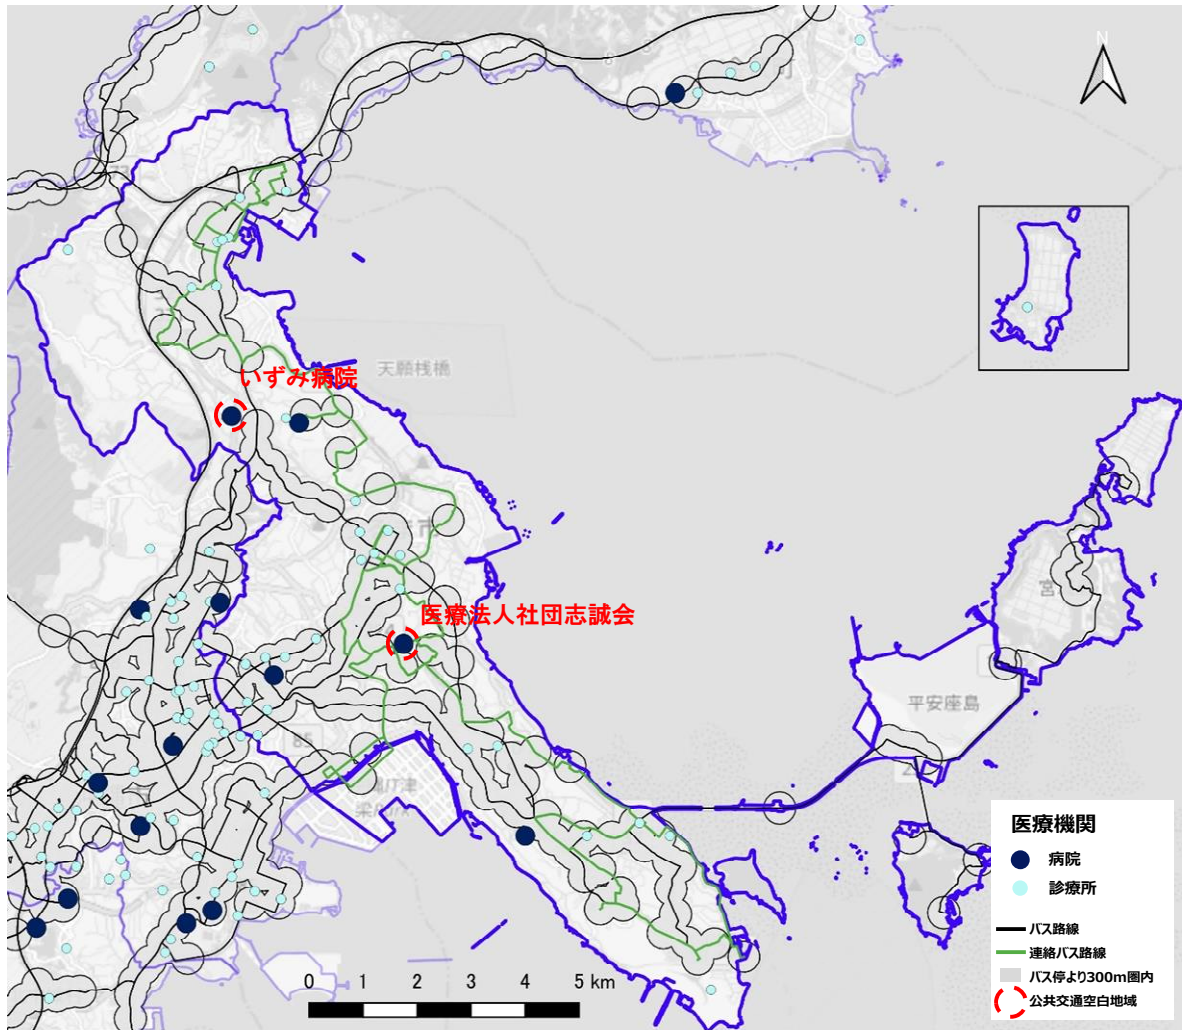 N
天願桟橋
いずみ病院
市
医療法人社団志誠会
宮
平安座島
85
0 1 2 3 4 5 km
医療機関
病院
診療所
バス路線
連絡バス路線
バス停より300m圏内
公共交通空白地域